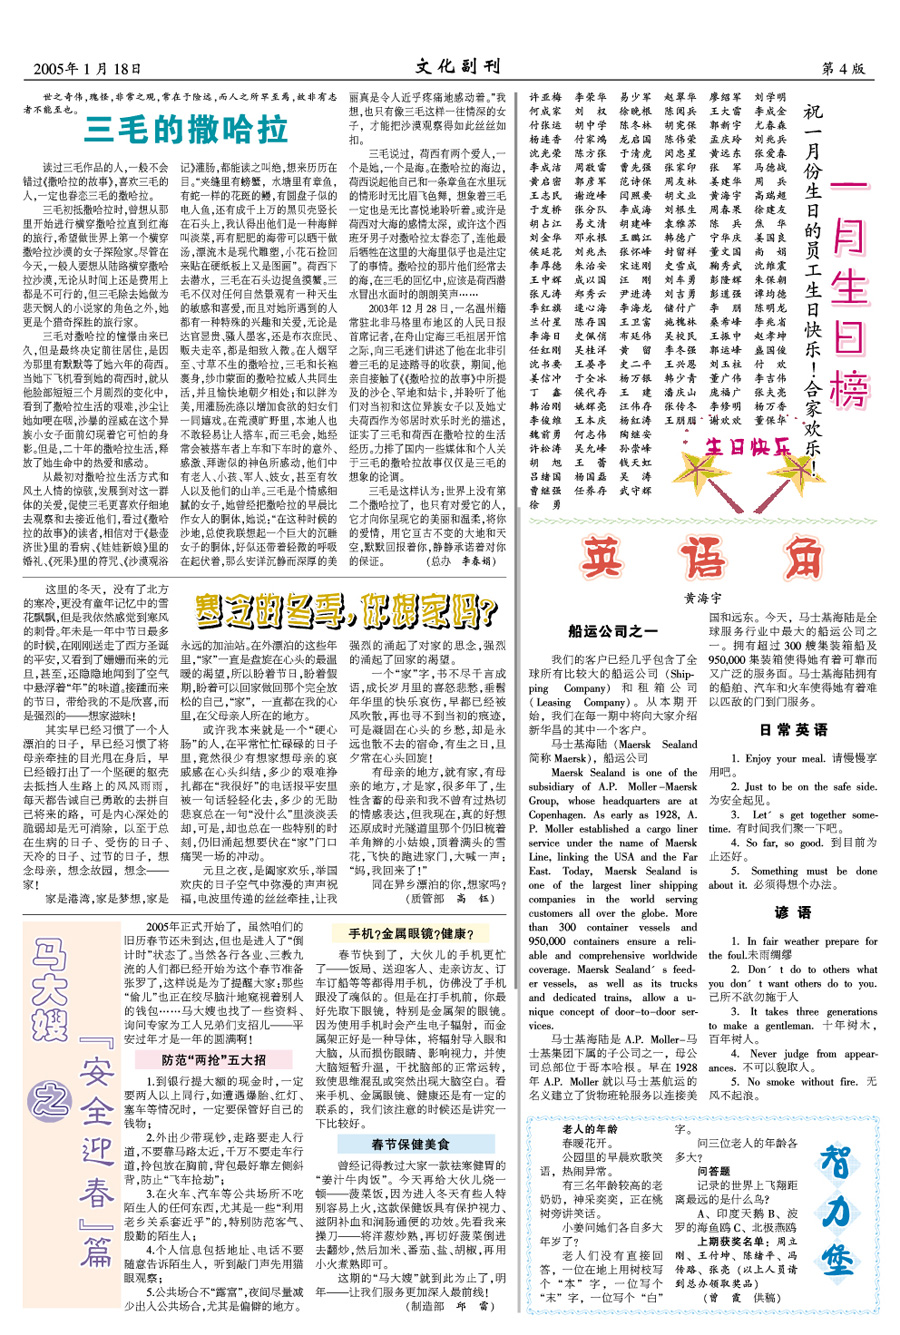 2005年1月18日
文化副刊
第4版
世之奇伟,瑰怪,非常之观,常在于险远,而人之所罕至焉,故非有志
者不能至也。
三毛的撒哈拉
读过三毛作品的人,一般不会
错过《撒哈拉的故事》,喜欢三毛的
人,一定也眷恋三毛的撒哈拉。
三毛初抵撒哈拉时,曾想从那
里开始进行横穿撒哈拉直到红海
的旅行,希望做世界上第一个横穿
撒哈拉沙漠的女子探险家。尽管在
今天,一般人要想从陆路横穿撒哈
拉沙漠,无论从时间上还是费用上
都是不可行的,但三毛除去她做为
悲天悯人的小说家的角色之外,她
更是个猎奇探胜的旅行家。
三毛对撒哈拉的憧憬由来已
久,但是最终决定前往居住,是因
为那里有默默等了她六年的荷西。
当她下飞机看到她的荷西时,就从
他脸部短短三个月剧烈的变化中,
看到了撒哈拉生活的艰难,沙尘让
她如哽在咽,沙暴的淫威在这个异
族小女子面前幻现着它可怕的身
影。但是,二十年的撒哈拉生活,释
放了她生命中的热爱和感动。
从最初对撒哈拉生活方式和
风土人情的惊骇,发展到对这一群
体的关爱,促使三毛更喜欢仔细地
去观察和去接近他们,看过《撒哈
拉的故事》的读者,相信对于《悬壶
济世》里的看病、《娃娃新娘》里的
婚礼、《死果》里的符咒、《沙漠观浴
记》灌肠,都能读之叫绝,想来历历在
目。“夹缝里有螃蟹,水塘里有章鱼,
有蛇一样的花斑的鳗,有圆盘子似的
电人鱼,还有成千上万的黑贝壳竖长
在石头上,我认得出他们是一种海鲜
叫淡菜,再有肥肥的海带可以晒干做
汤,漂流木是现代雕塑,小花石捡回
来贴在硬纸板上又是图画”。荷西下
去潜水,三毛在石头边捉鱼摸蟹。三
毛不仅对任何自然景观有一种天生
的敏感和喜爱,而且对她所遇到的人
都有一种特殊的兴趣和关爱,无论是
达官显贵、骚人墨客,还是布衣庶民、
贩夫走卒,都是细致入微。在人烟罕
至、寸草不生的撒哈拉,三毛和长袍
裹身,纱巾蒙面的撒哈拉威人共同生
活,并且愉快地朝夕相处;和以胖为
美,用灌肠洗涤以增加食欲的妇女们
一同嬉戏。在荒漠旷野里,本地人也
不敢轻易让人搭车,而三毛会,她经
常会被搭车者上车和下车时的意外、
感激、拜谢似的神色所感动,他们中
有老人、小孩、军人、妓女,甚至有牧
人以及他们的山羊。三毛是个情感细
腻的女子,她曾经把撒哈拉的早晨比
作女人的胴体,她说:“在这种时候的
沙地,总使我联想起一个巨大的沉睡
女子的胴体,好似还带着轻微的呼吸
在起伏着,那么安详沉静而深厚的美
丽真是令人近乎疼痛地感动着。”我
想,也只有像三毛这样一往情深的女
子,才能把沙漠观察得如此丝丝如
扣。
三毛说过,荷西有两个爱人,一
个是她,一个是海。在撒哈拉的海边,
荷西说起他自己和一条章鱼在水里玩
的情形时无比眉飞色舞,想象着三毛
一定也是无比喜悦地聆听着。或许是
荷西对大海的感情太深,或许这个西
班牙男子对撒哈拉太眷恋了,连他最
后牺牲在这里的大海里似乎也是注定
了的事情。撒哈拉的那片他们经常去
的海,在三毛的回忆中,应该是荷西潜
水冒出水面时的朗朗笑声……
2003年12月28日,一名温州籍
常驻北非马格里布地区的人民日报
首席记者,在舟山定海三毛祖居开馆
之际,向三毛迷们讲述了他在北非引
着三毛的足迹踏寻的收获,期间,他
亲自接触了《《撒哈拉的故事》中所提
及的沙仑、罕地和姑卡,并聆听了他
们对当初和这位异族女子以及她丈
夫荷西作为邻居时欢乐时光的描述,
证实了三毛和荷西在撒哈拉的生活
经历。力排了国内一些媒体和个人关
于三毛的撒哈拉故事仅仅是三毛的
想象的论调。
三毛是这样认为:世界上没有第
二个撒哈拉了,也只有对爱它的人,
它才向你呈现它的美丽和温柔,将你
的爱情,用它亘古不变的大地和天
空,默默回报着你,静静承诺着对你
的保证。 (总办 李春娟)
寒冷的冬季,你想家吗?
这里的冬天,没有了北方
的寒冷,更没有童年记忆中的雪
花飘飘,但是我依然感觉到寒风
的刺骨。年未是一年中节日最多
的时候,在刚刚送走了西方圣诞
的平安,又看到了姗姗而来的元
旦,甚至,还隐隐地闻到了空气
中悬浮着“年”的味道。接踵而来
的节日,带给我的不是欣喜,而
是强烈的——想家滋味!
其实早已经习惯了一个人
漂泊的日子,早已经习惯了将
母亲牵挂的目光甩在身后,早
已经锻打出了一个坚硬的躯壳
去抵挡人生路上的风风雨雨,
每天都告诫自己勇敢的去拼自
己将来的路,可是内心深处的
脆弱却是无可消除,以至于总
在生病的日子、受伤的日子、
天冷的日子、过节的日子,想
念母亲,想念故园,想念——
家!
家是港湾,家是梦想,家是
永远的加油站。在外漂泊的这些年
里,“家”一直是盘旋在心头的最温
暖的渴望,所以盼着节日,盼着假
期,盼着可以回家做回那个完全放
松的自己,“家”,一直都在我的心
里,在父母亲人所在的地方。
或许我本来就是一个“硬心
肠”的人,在平常忙忙碌碌的日子
里,竟然很少有想家想母亲的哀
戚感在心头纠结,多少的艰难挣
扎都在“我很好”的电话报平安里
被一句话轻轻化去,多少的无助
悲哀总在一句“没什么”里淡淡丢
却,可是,却也总在一些特别的时
刻,仍旧涌起想要伏在“家”门口
痛哭一场的冲动。
元旦之夜,是阖家欢乐,举国
欢庆的日子空气中弥漫的声声祝
福,电波里传递的丝丝牵挂,让我
强烈的涌起了对家的思念,强烈
的涌起了回家的渴望。
一个“家”字,书不尽千言成
语,成长岁月里的喜怒悲愁,垂髫
年华里的快乐哀伤,早都已经被
风吹散,再也寻不到当初的痕迹,
可是凝固在心头的乡愁,却是永
远也散不去的宿命,有生之日,且
夕常在心头回旋!
有母亲的地方,就有家,有母
亲的地方,才是家,很多年了,生
性含蓄的母亲和我不曾有过热切
的情感表达,但我现在,真的好想
还原成时光隧道里那个仍旧梳着
羊角辫的小姑娘,顶着满头的雪
花,飞快的跑进家门,大喊一声:
“妈,我回来了!”
同在异乡漂泊的你,想家吗?
(质管部 高 钰)
马大嫂之『安全迎春』篇
2005年正式开始了,虽然咱们的
旧历春节还未到达,但也是进人了“倒
计时”状态了。当然各行各业、三教九
流的人们都已经开始为这个春节准备
张罗了,这样说是为了提醒大家:那些
“偷儿”也正在绞尽脑汁地窥视着别人
的钱包……马大嫂也找了一些资料、
询问专家为工人兄弟们支招儿——平
安过年才是一年的圆满啊!
防范“两抢”五大招
1.到银行提大额的现金时,一定
要两人以上同行,如遭遇爆胎、红灯、
塞车等情况时,一定要保管好自己的
钱物;
2.外出少带现钞,走路要走人行
道,不要靠马路太近,千万不要走车行
道,拎包放在胸前,背包最好靠左侧斜
背,防止“飞车抢劫”;
3.在火车、汽车等公共场所不吃
陌生人的任何东西,尤其是一些“利用
老乡关系套近乎”的,特别防范客气、
殷勤的陌生人;
4.个人信息包括地址、电话不要
随意告诉陌生人,听到敲门声先用猫
眼观察;
5.公共场合不“露富”,夜间尽量减
少出入公共场合,尤其是偏僻的地方。
手机?金属眼镜?健康?
春节快到了,大伙儿的手机更忙
了——饭局、送迎客人、走亲访友、订
车订船等等都得用手机,仿佛没了手机
跟没了魂似的。但是在打手机前,你最
好先取下眼镜,特别是金属架的眼镜。
因为使用手机时会产生电子辐射,而金
属架正好是一种导体,将辐射导入眼和
大脑,从而损伤眼睛、影响视力,并使
大脑短暂升温,干扰脑部的正常运转,
致使思维混乱或突然出现大脑空白。看
来手机、金属眼镜、健康还是有一定的
联系的,我们该注意的时候还是讲究一
下比较好。
春节保健美食
曾经记得教过大家一款祛寒健胃的
“姜汁牛肉饭”。今天再给大伙儿烧一
顿——菠菜饭,因为进入冬天有些人特
别容易上火,这款保健饭具有保护视力、
滋阴补血和润肠通便的功效。先看我来
操刀——将洋葱炒熟,再切好菠菜倒进
去翻炒,然后加米、番茄、盐、胡椒,再用
小火煮熟即可。
这期的“马大嫂”就到此为止了,明
年——让我们服务更加深入最前线!
(制造部 邱 雷)
许亚梅 李荣华 易少军 赵翠华 廖绍军 刘学明
何成家 刘 权 徐晚根 陈闺兵 王大雷 李成金
付张运 胡中学 陈冬林 胡宪保 郭新宇 尤春森
杨连香 付家鸿 龙启国 陈伟荣 孟庆玲 刘兆兵
沈光荣 陈方张 于清虎 闵志星 黄远东 张爱春
李成洁 周敢雷 曹先强 张家印 张 军 马德战
黄启密 郭彦军 范诗保 周友林 姜建华 周 兵
王志民 谢迎峰 闫照要 胡文业 黄海宇 高瑞超
于友桥 张分队 李成海 刘根生 周春果 徐建友
胡占江 易文清 胡建峰 袁雅苏 陈 兵 焦 华
刘金华 邓永根 王鹏江 韩德广 宁华庆 姜国良
侯延花 刘兆杰 张怀峰 封留祥 董文国 尚 娟
李厚德 朱治安 宋述刚 史雪成 鞠秀武 沈维震
王中辉 成以国 汪 刚 刘车勇 彭隆辉 朱保朝
张凡涛 郑秀云 尹进涛 刘吉勇 彭道强 谭均德
李红旗 逯心海 李海龙 储付广 李 朋 陈明龙
兰付星 陈存国 王卫富 施槐林 桑希峰 李兆省
李海日 史佩俏 布延伟 吴校民 王振中 赵孝坤
任红刚 吴桂洋 黄 留 李冬强 郭运峰 盛国俊
沈书安 王晏亭 史二平 王兴恩 刘玉社 付 欢
姜信冲 于全冰 杨万银 韩少青 董广伟 李吉伟
丁 鑫 侯代存 王 建 潘庆山 庞福广 张夫亮
韩治刚 姚辉亮 汪伟存 张传冬 李修明 杨万香
李俊维 王本庆 杨红涛 王朋朋 谢欢欢 董保华
魏前勇 何志伟 陶继安
许松涛 吴允峰 孙崇峰
胡 旭 王 蕾 钱天虹
吕绪国 杨国磊 吴 涛
曹继强 任养存 武守辉
徐 勇
祝一月份生日的员工生日快乐!合家欢乐!
一月生日榜
生日快乐
英语角
黄海宇
船运公司之一
我们的客户已经几乎包含了全
球所有比较大的船运公司 (Ship-
ping Company) 和租箱公司
(Leasing Company)。从本期开
始,我们在每一期中将向大家介绍
新华昌的其中一个客户。
马士基海陆 (Maersk Sealand
简称 Maersk),船运公司
Maersk Sealand is one of the
subsidiary of A.P. Moller-Maersk
Group, whose headquarters are at
Copenhagen. As early as 1928, A.
P. Moller established a cargo liner
service under the name of Maersk
Line, linking the USA and the Far
East. Today, Maersk Sealand is
one of the largest liner shipping
companies in the world serving
customers all over the globe. More
than 300 container vessels and
950,000 containers ensure a reli-
able and comprehensive worldwide
coverage. Maersk Sealand's feed-
er vessels, as well as its trucks
and dedicated trains, allow a u-
nique concept of door-to-door ser-
vices.
马士基海陆是 A.P. Moller-马
士基集团下属的子公司之一,母公
司总部位于哥本哈根。早在 1928
年 A.P. Moller 就以马士基航运的
名义建立了货物班轮服务以连接美
国和远东。今天,马士基海陆是全
球服务行业中最大的船运公司之
一。拥有超过 300 艘集装箱船及
950,000 集装箱使得她有着可靠而
又广泛的服务面。马士基海陆拥有
的船舶、汽车和火车使得她有着难
以匹敌的门到门服务。
日常英语
1. Enjoy your meal. 请慢慢享
用吧。
2. Just to be on the safe side.
为安全起见。
3. Let's get together some-
time. 有时间我们聚一下吧。
4. So far, so good. 到目前为
止还好。
5. Something must be done
about it. 必须得想个办法。
谚语
1. In fair weather prepare for
the foul.未雨绸缪
2. Don't do to others what
you don't want others do to you.
己所不欲勿施于人
3. It takes three generations
to make a gentleman. 十年树木,
百年树人。
4. Never judge from appear-
ances. 不可以貌取人。
5. No smoke without fire. 无
风不起浪。
老人的年龄
春暖花开。
公园里的早晨欢歌笑
语,热闹异常。
有三名年龄较高的老
奶奶,神采奕奕,正在桃
树旁讲笑话。
小姜问她们各自多大
年岁了?
老人们没有直接回
答,一位在地上用树枝写
个“本”字,一位写个
“末”字,一位写个“白”
字。
问三位老人的年龄各
多大?
问答题
记录的世界上飞翔距
离最远的是什么鸟?
A、印度天鹅 B、波
罗的海鱼鸥 C、北极燕鸥
上期获奖名单:周立
刚、王付坤、陈绪平、冯
传路、张亮(以上人员请
到总办领取奖品)
(曾 霞 供稿)
智力堡